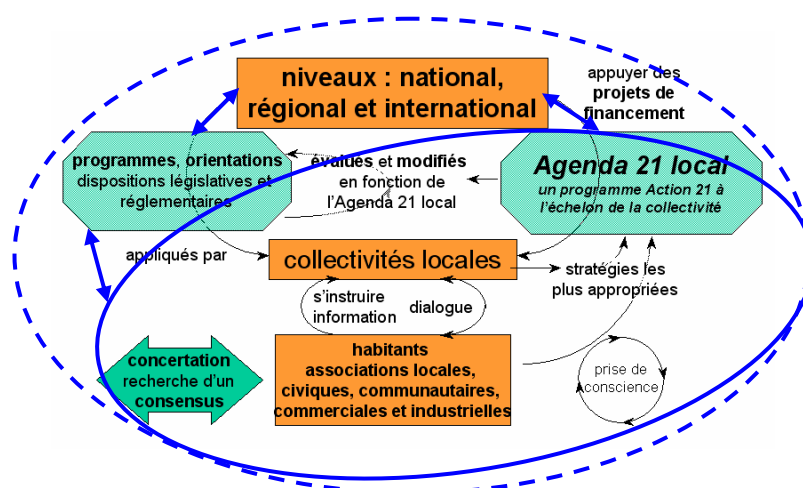 niveaux : national,
régional et international
appuyer des
projets de
financement
programmes, orientations
dispositions législatives et
réglementaires
évalués et modifiés
en fonction de
l'Agenda 21 local
Agenda 21 local
un programme Action 21 à
l'échelon de la collectivité
appliqués par
collectivités locales
stratégies les
plus appropriées
s'instruire
information
dialogue
concertation
recherche d'un
consensus
habitants
associations locales,
civiques, communautaires,
commerciales et industrielles
prise de
conscience